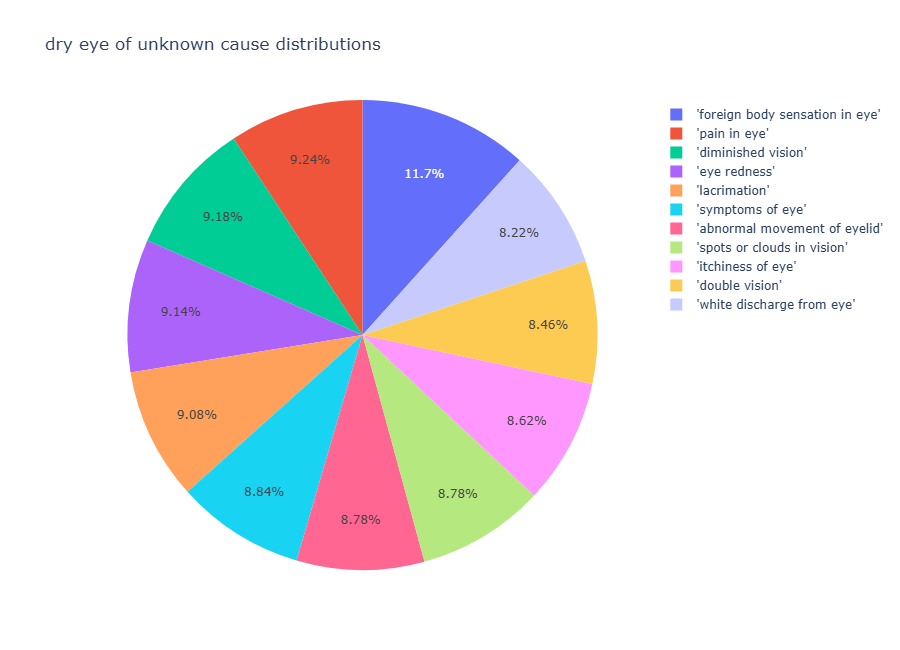 dry eye of unknown cause distributions
'foreign body sensation in eye'
'pain in eye'
'diminished vision'
'eye redness'
'lacrimation'
'symptoms of eye'
'abnormal movement of eyelid'
'spots or clouds in vision'
'itchiness of eye'
'double vision'
'white discharge from eye'
9.24%
11.7%
9.18%
8.22%
9.14%
8.46%
9.08%
8.62%
8.84%
8.78%
8.78%